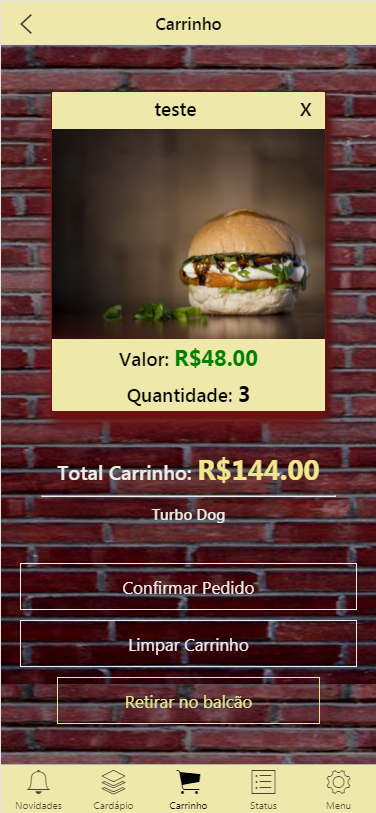 Carrinho
teste X
Valor: R$48.00
Quantidade: 3
Total Carrinho: R$144.00
Turbo Dog
Confirmar Pedido
Limpar Carrinho
Retirar no balcão
Novidades Cardápio Carrinho Status Menu